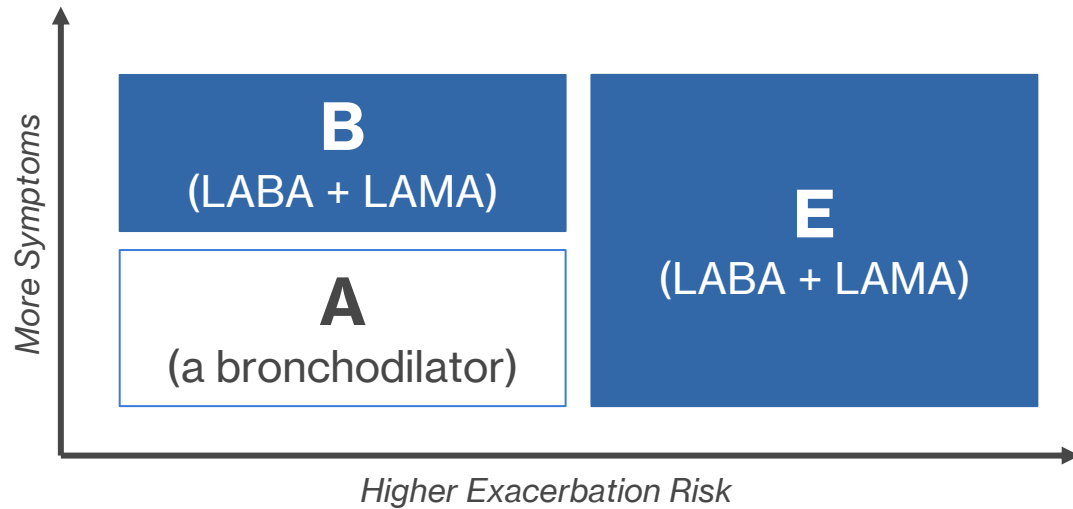 More Symptoms
B
(LABA + LAMA)
A
(a bronchodilator)
E
(LABA + LAMA)
Higher Exacerbation Risk